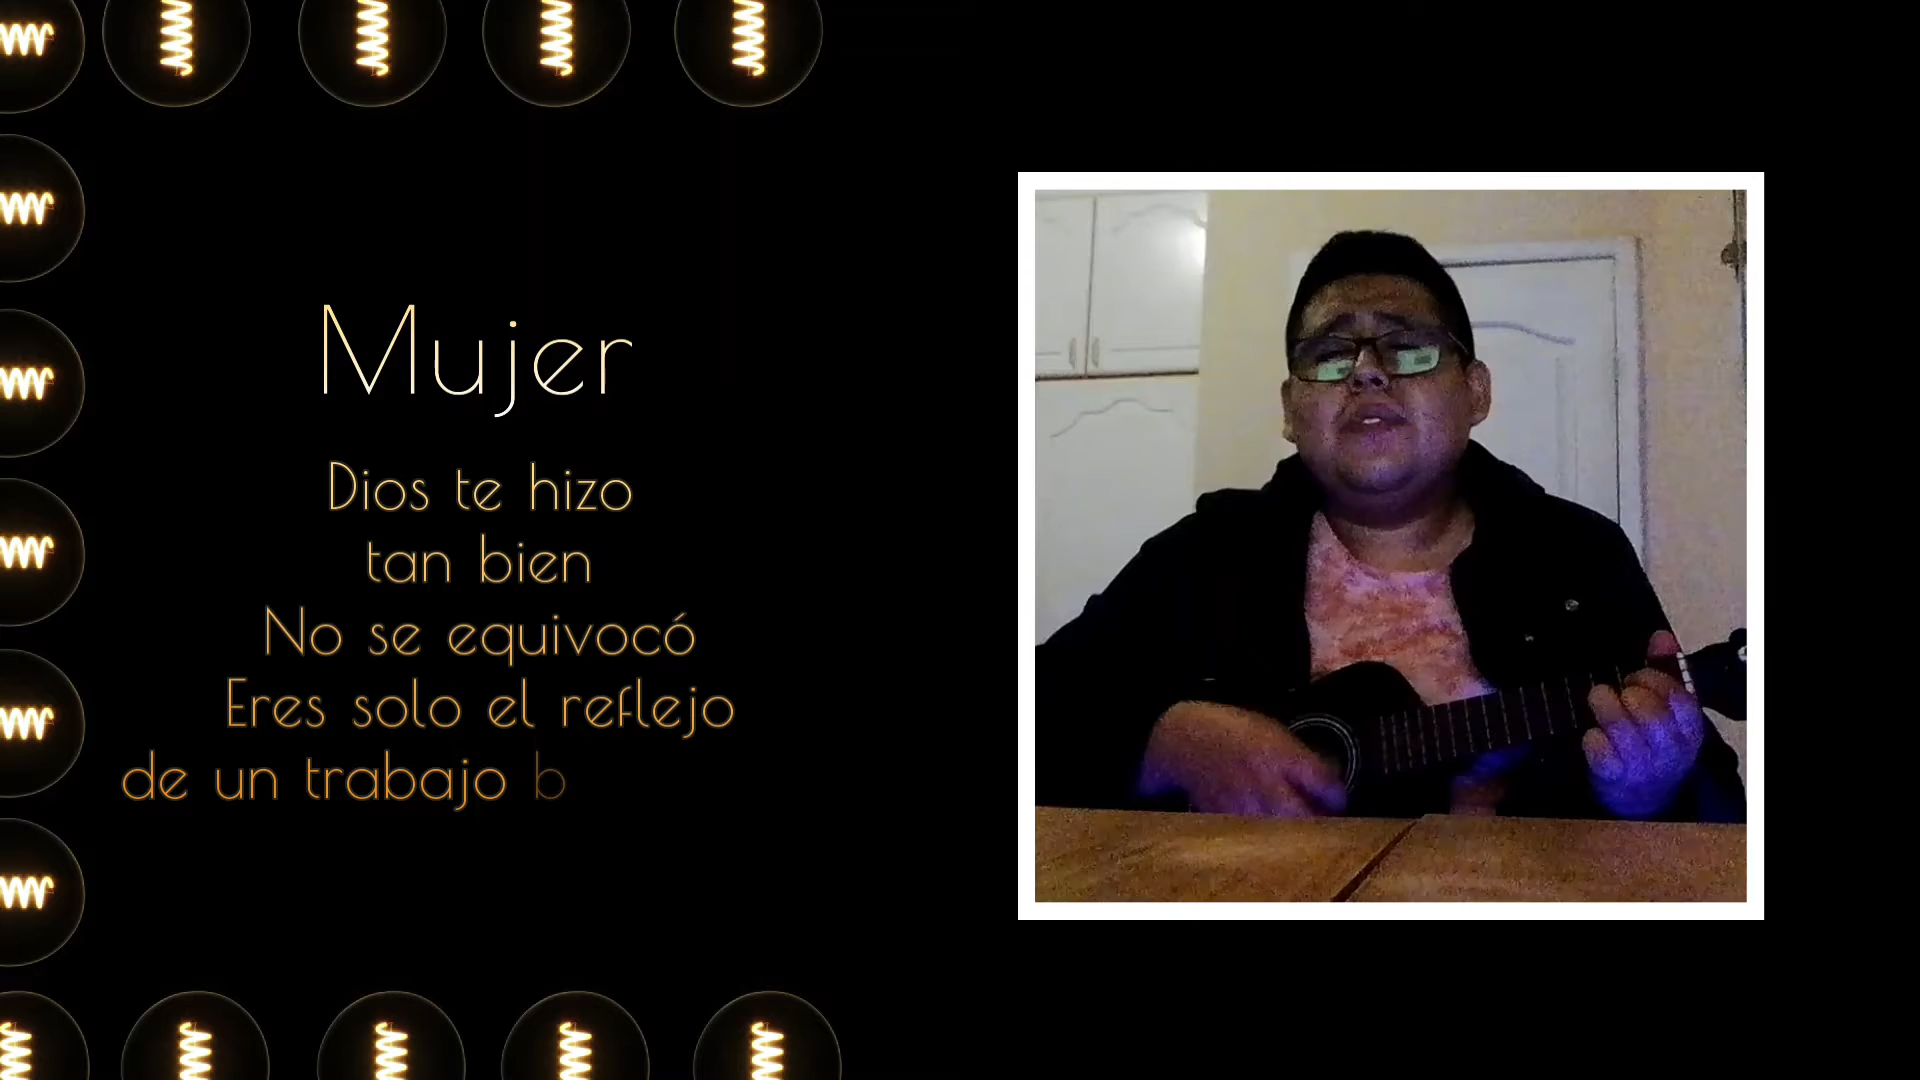 Mujer
Dios te hizo
tan bien
No se equivocó
Eres solo el reflejo
de un trabajo b